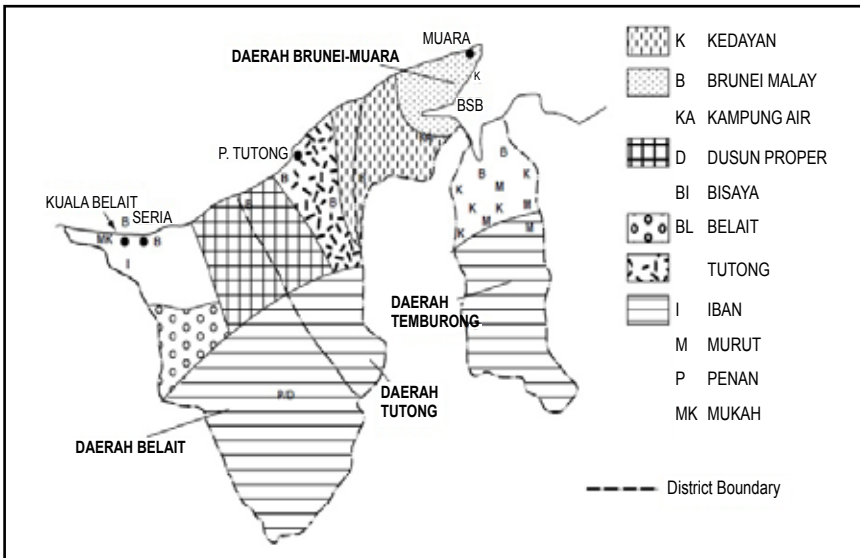 MUARA
DAERAH BRUNEI-MUARA
K
BSB
P. TUTONG
B
B
KUALA BELAIT
B
SERIA
MK
B
I
B
K
B
K
K
B
M
K
K
M
M
K
K
M
DAERAH
TEMBURONG
P/D
DAERAH
TUTONG
DAERAH BELAIT
K KEDAYAN
B BRUNEI MALAY
KA KAMPUNG AIR
D DUSUN PROPER
BI BISAYA
BL BELAIT
TUTONG
I IBAN
M MURUT
P PENAN
MK MUKAH
District Boundary